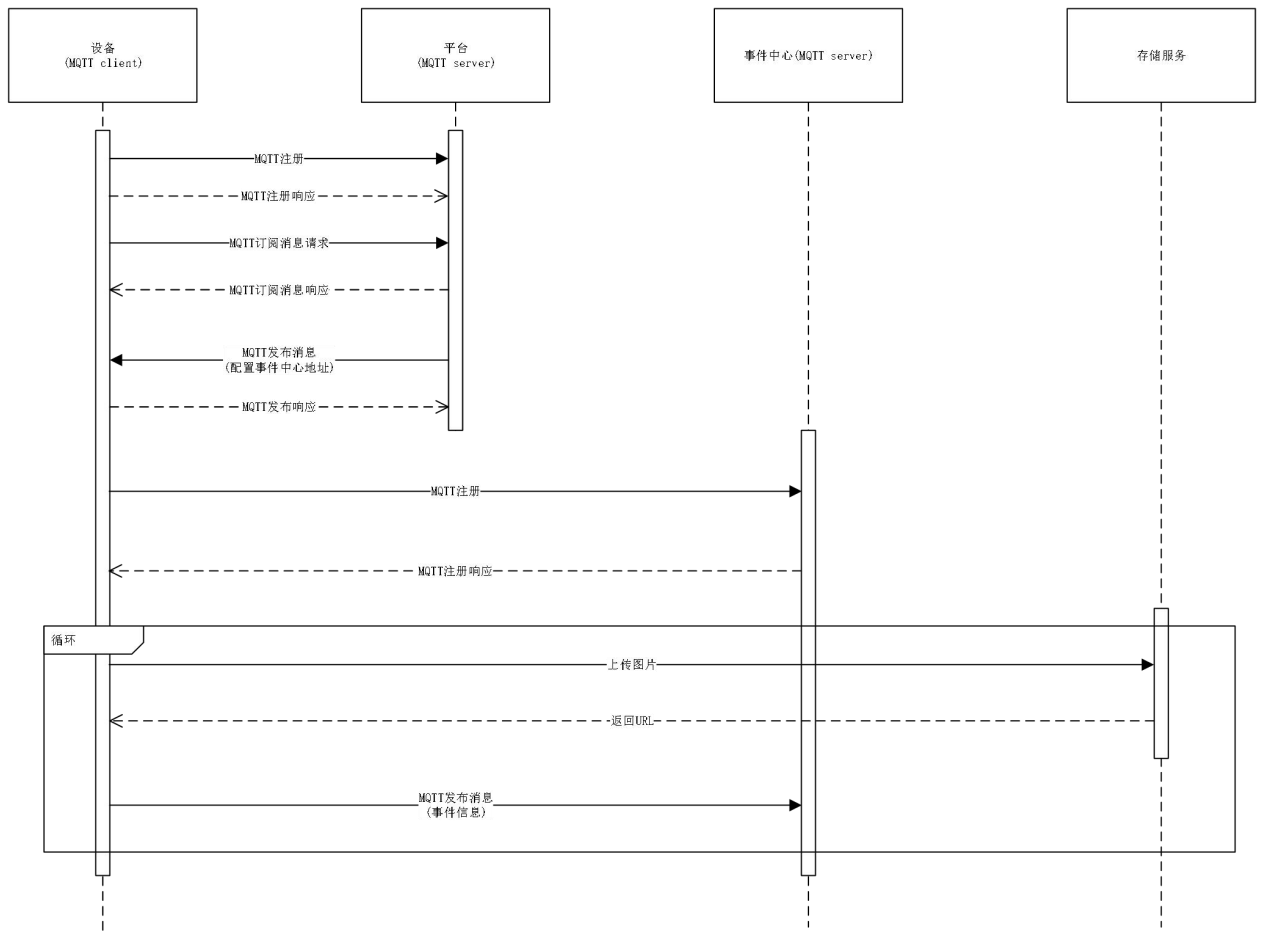 设备
(MQTT client)
平台
(MQTT server)
事件中心(MQTT server)
存储服务
MQTT注册
MQTT注册响应
MQTT订阅消息请求
MQTT订阅消息响应
MQTT发布消息
(配置事件中心地址)
MQTT发布响应
MQTT注册
MQTT注册响应
循环
上传图片
返回URL
MQTT发布消息
(事件信息)